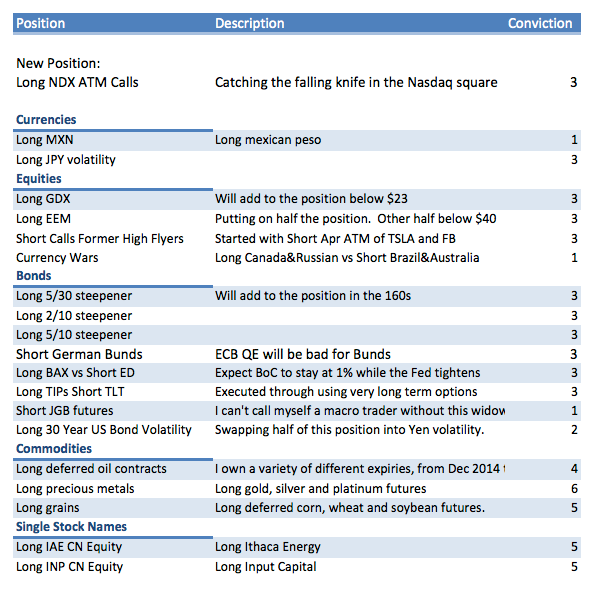 Position Description Conviction
New Position:
Long NDX ATM Calls Catching the falling knife in the Nasdaq square 3
Currencies
Long MXN Long mexican peso 1
Long JPY volatility 3
Equities
Long GDX Will add to the position below $23 3
Long EEM Putting on half the position. Other half below $40 3
Short Calls Former High Flyers Started with Short Apr ATM of TSLA and FB 3
Currency Wars Long Canada&Russian vs Short Brazil&Australia 1
Bonds
Long 5/30 steepener Will add to the position in the 160s 3
Long 2/10 steepener 3
Long 5/10 steepener 3
Short German Bunds ECB QE will be bad for Bunds 3
Long BAX vs Short ED Expect BoC to stay at 1% while the Fed tightens 3
Long TIPs Short TLT Executed through using very long term options 3
Short JGB futures I can't call myself a macro trader without this widow 1
Long 30 Year US Bond Volatility Swapping half of this position into Yen volatility. 2
Commodities
Long deferred oil contracts I own a variety of different expiries, from Dec 2014 4
Long precious metals Long gold, silver and platinum futures 6
Long grains Long deferred corn, wheat and soybean futures. 5
Single Stock Names
Long IAE CN Equity Long Ithaca Energy 5
Long INP CN Equity Long Input Capital 5